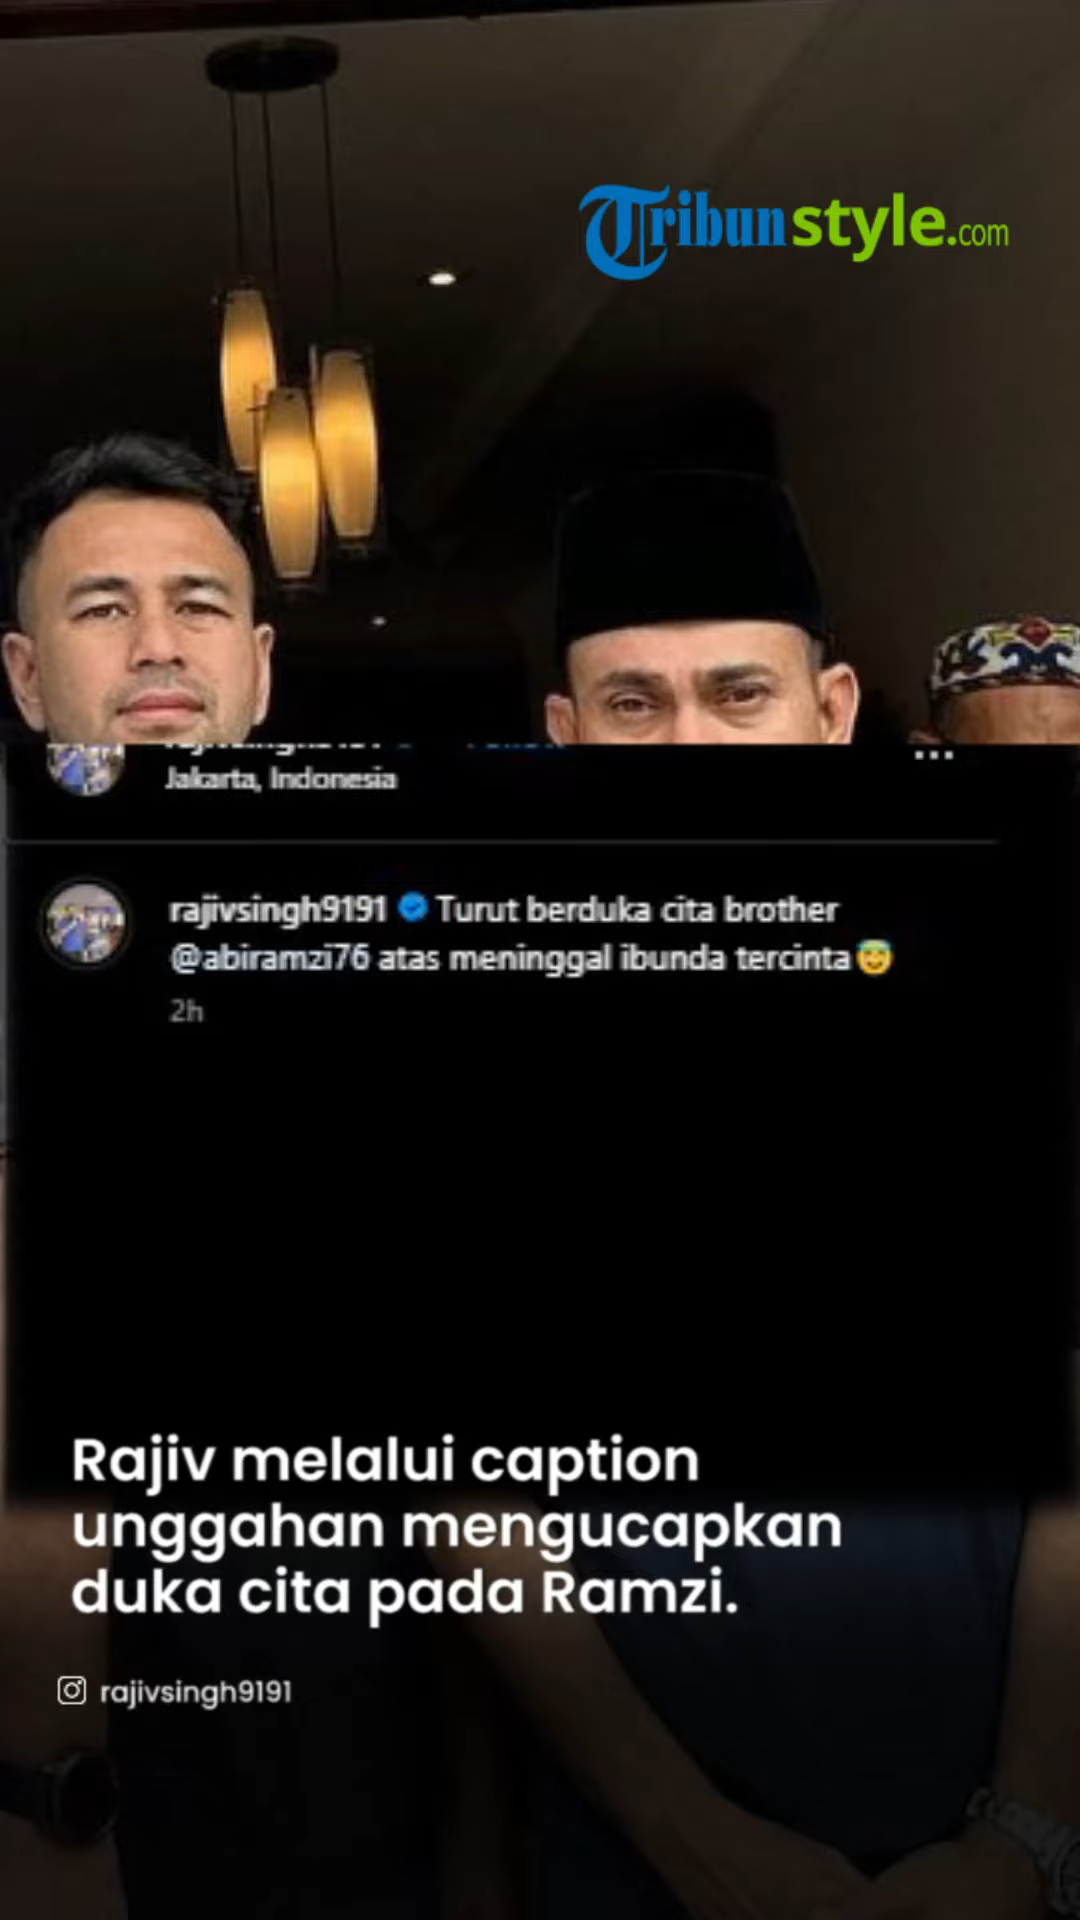 Tribunstyle.com
Jakarta, Indonesia
rajivsingh9191 Turut berduka cita brother
@abiramzi76 atas meninggal ibunda tercinta😇
2h
Rajiv melalui caption
unggahan mengucapkan
duka cita pada Ramzi.
rajivsingh9191